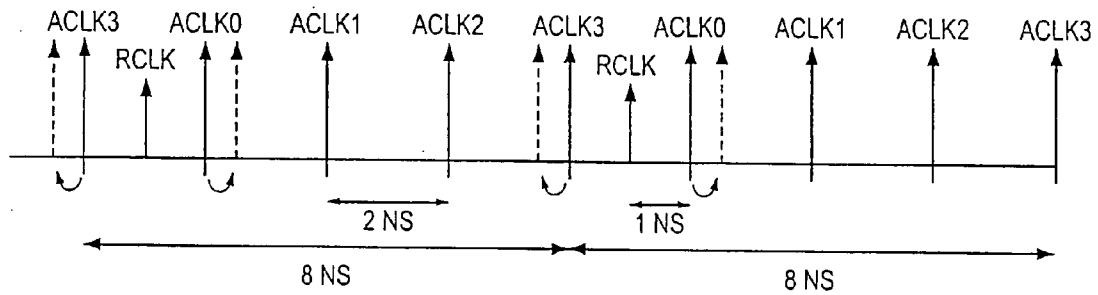 ACLK3 ACLK0 ACLK1 ACLK2 ACLK3 ACLK0 ACLK1 ACLK2 ACLK3
RCLK RCLK
2 NS 1 NS
8 NS 8 NS